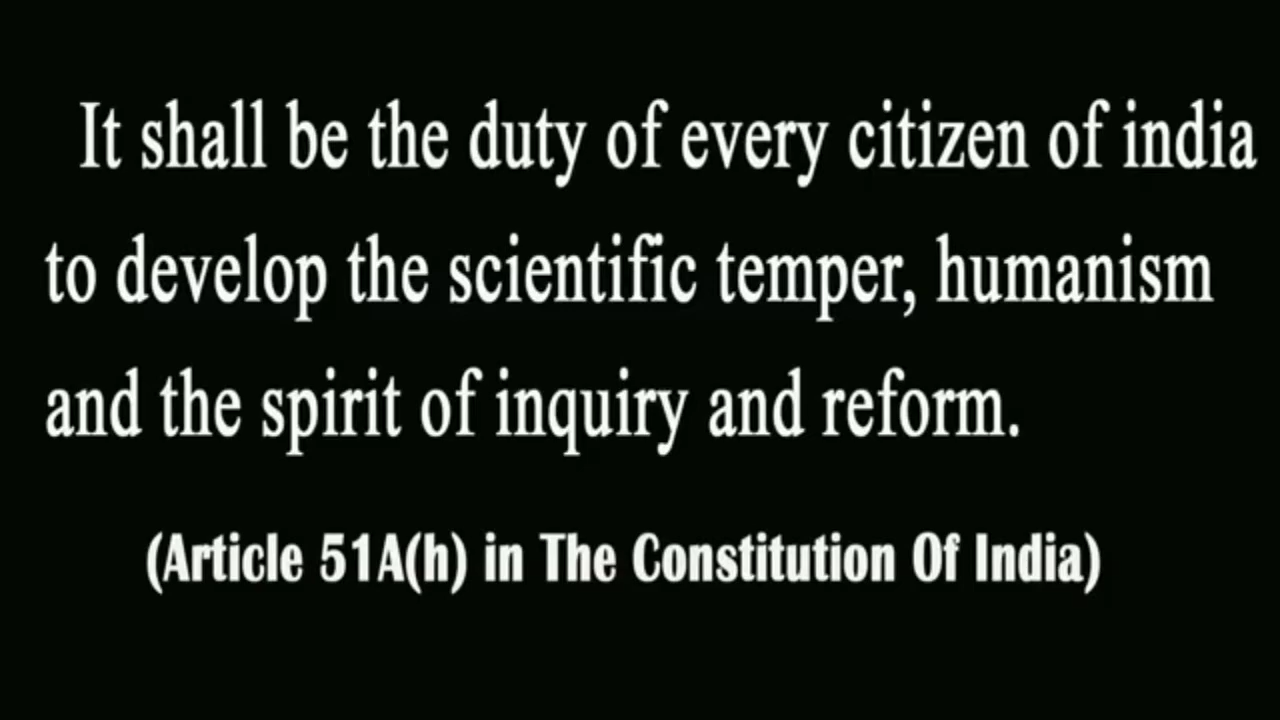 It shall be the duty of every citizen of india
to develop the scientific temper, humanism
and the spirit of inquiry and reform.
(Article 51A(h) in The Constitution Of India)